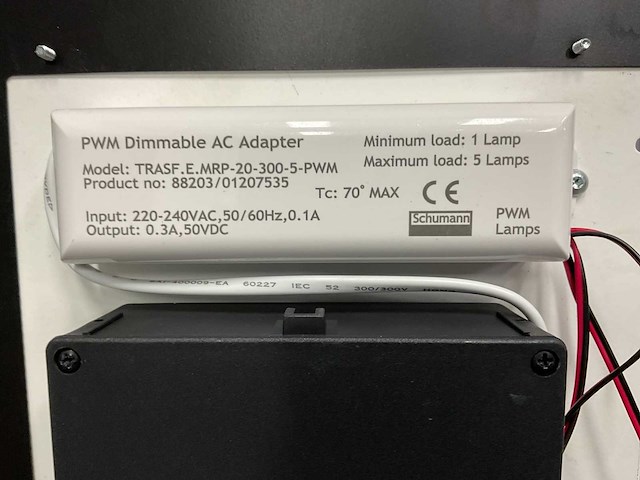 PWM Dimmable AC Adapter
Model: TRASF.E.MRP-20-300-5-PWM
Product no: 88203/01207535
Input: 220-240VAC,50/60Hz,0.1A
Output: 0.3A,50VDC
Minimum load: 1 Lamp
Maximum load: 5 Lamps
Tc: 70° MAX
CE
Schumann
PWM
Lamps
60227 IEC 52 300/300V